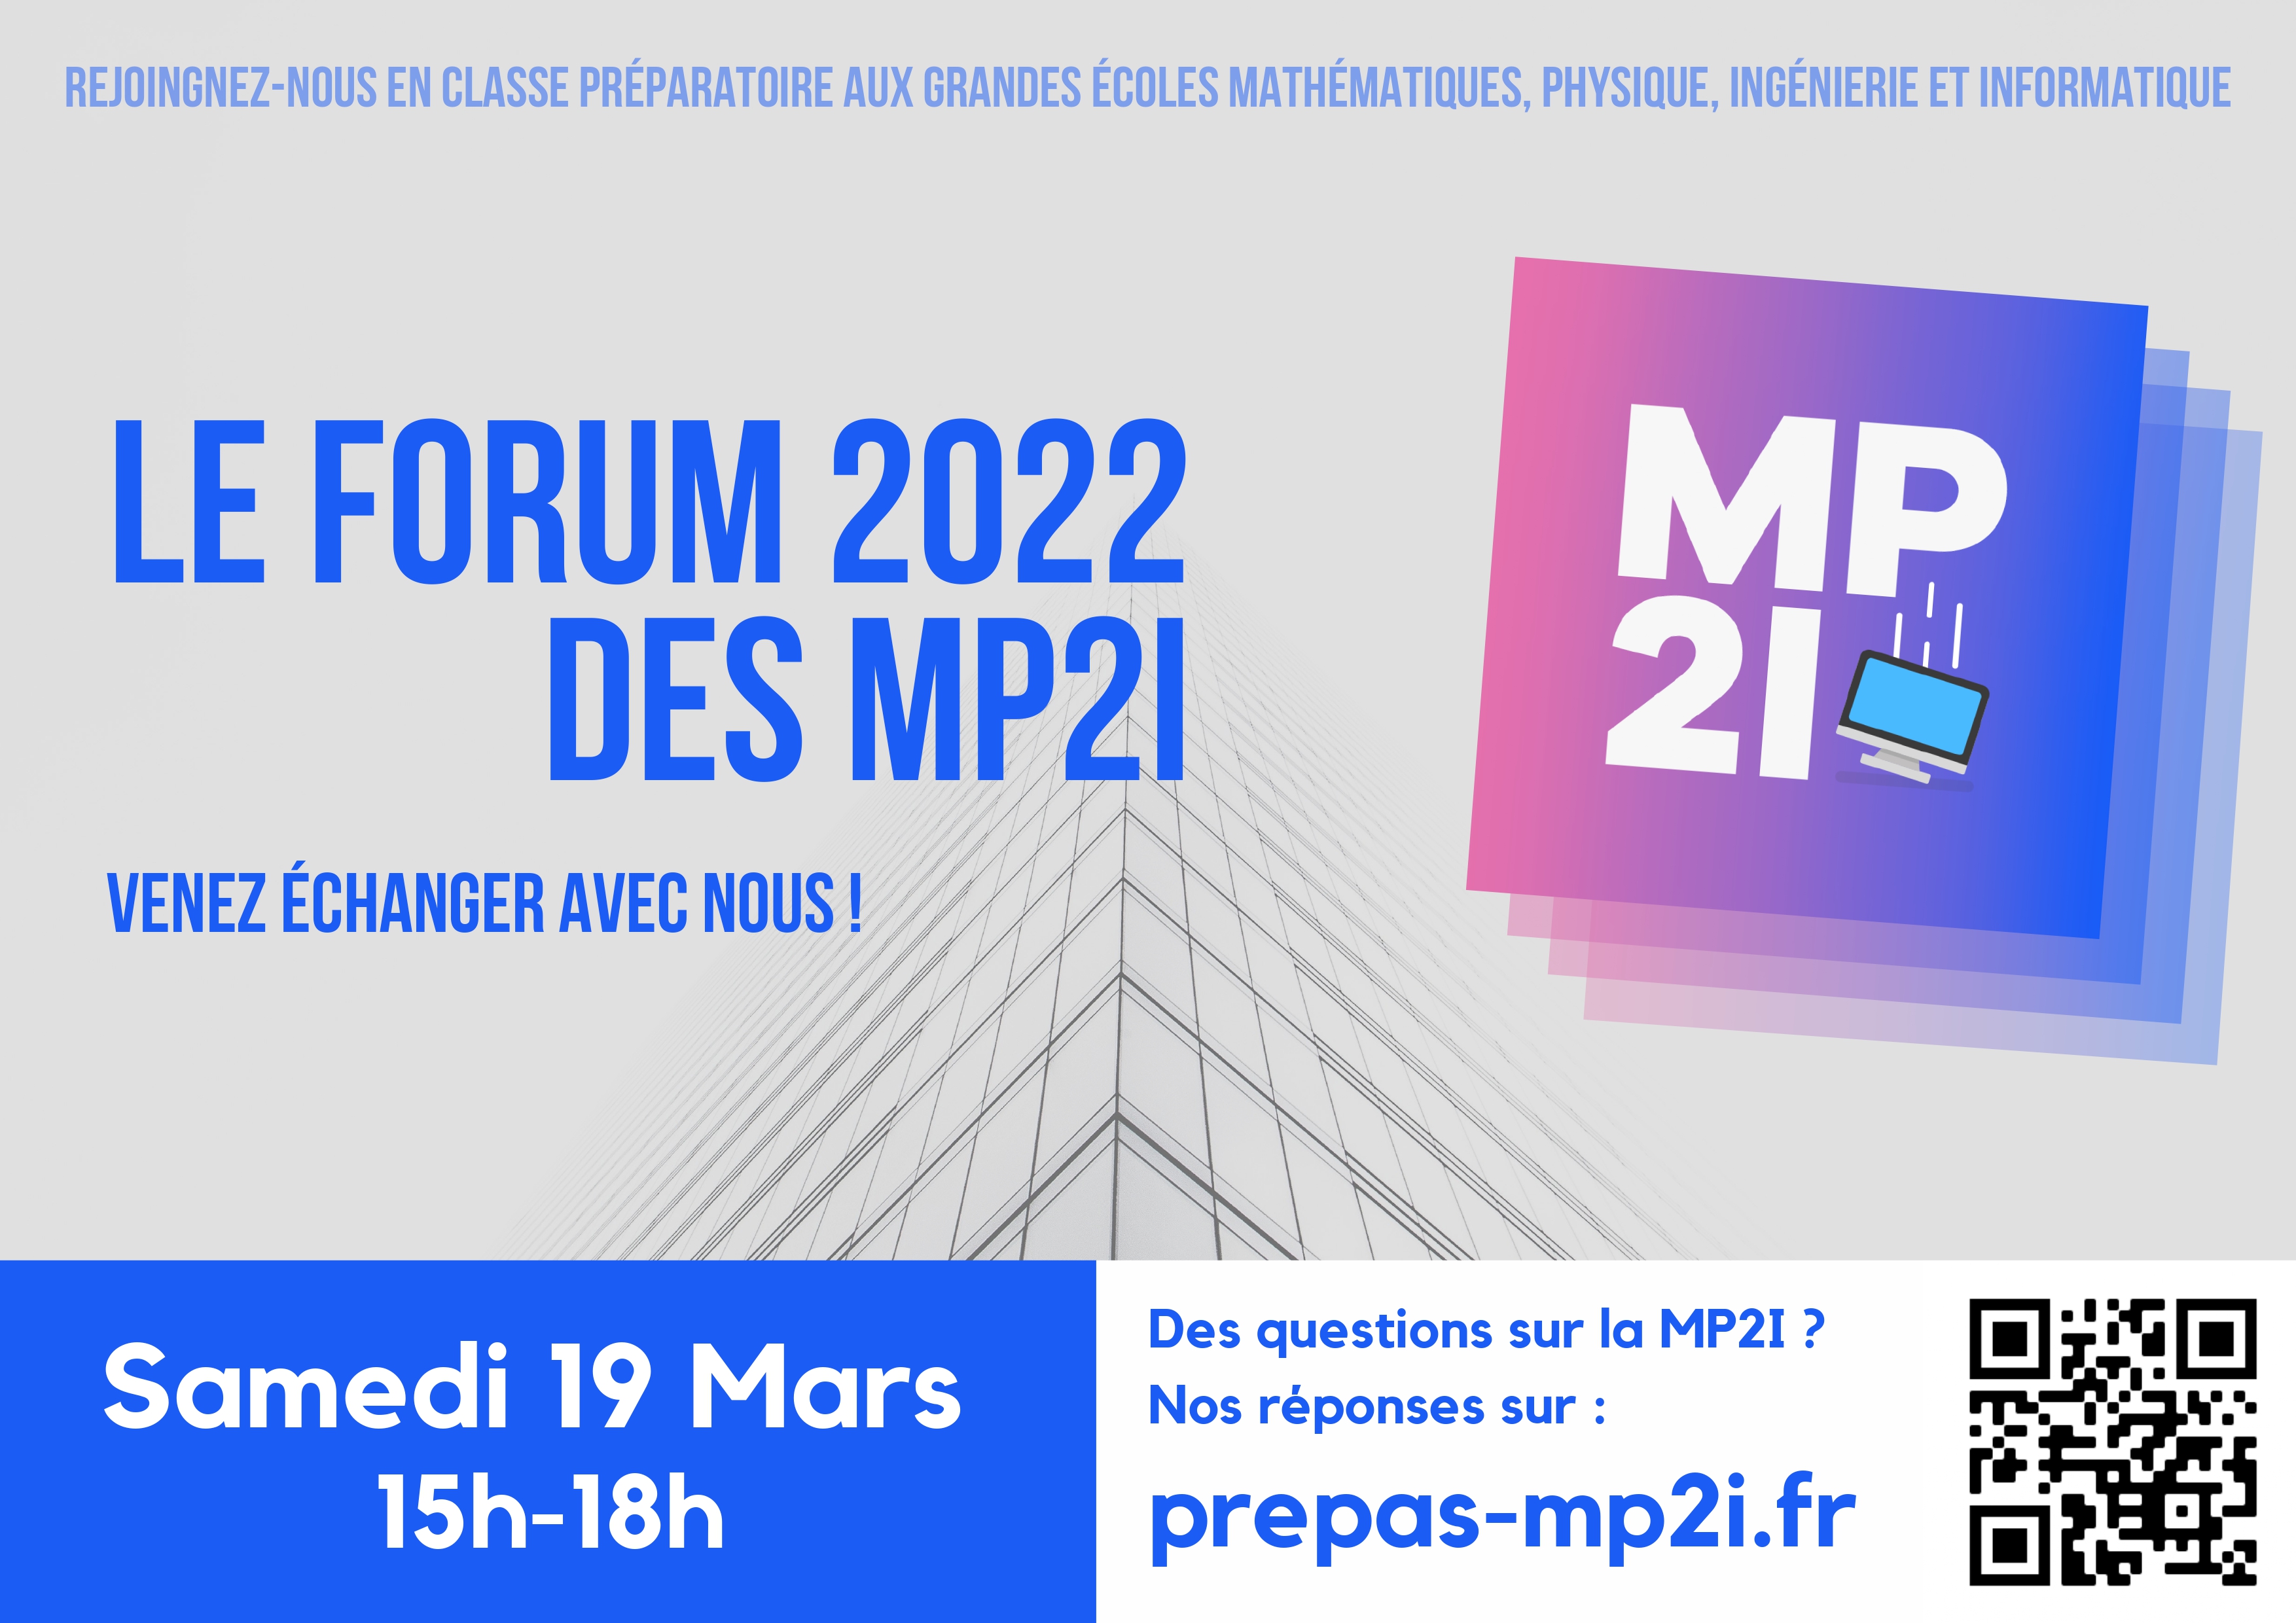 REJOINGNEZ-NOUS EN CLASSE PRÉPARATOIRE AUX GRANDES ÉCOLES MATHÉMATIQUES, PHYSIQUE, INGÉNIERIE ET INFORMATIQUE
LE FORUM 2022
DES MP2I
VENEZ ÉCHANGER AVEC NOUS !
MP
2I
Samedi 19 Mars
15h-18h
Des questions sur la MP2I ?
Nos réponses sur :
prepas-mp2i.fr